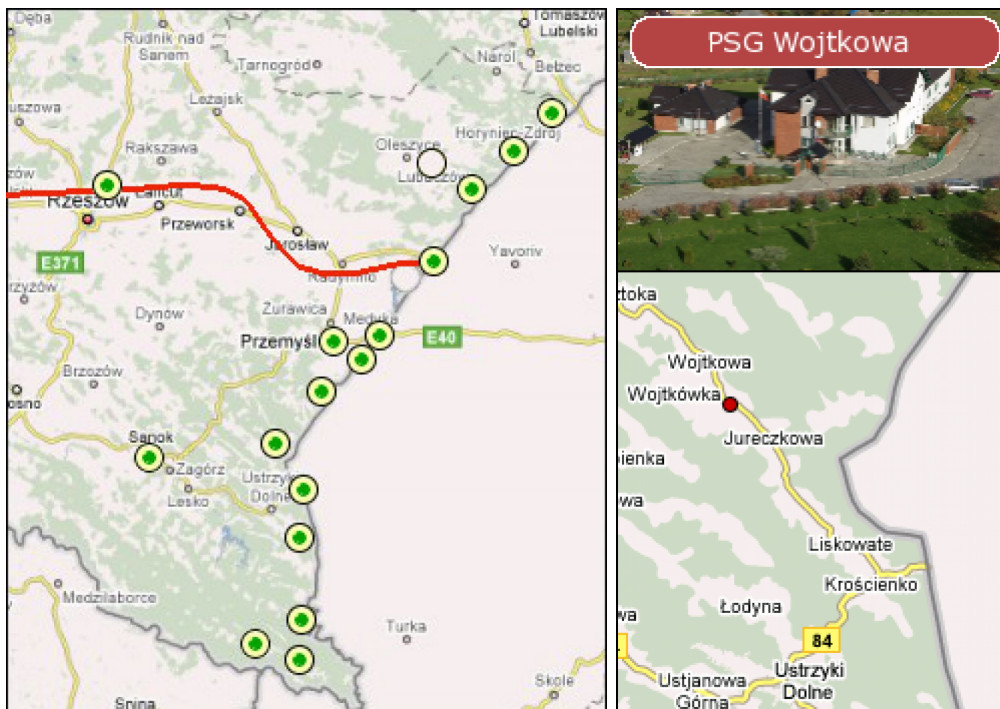 Dęba
Tomaszów
Lubelski
Rudnik nad
Sanem
Tarnogród
Narol
Bełżec
Leżajsk
Horyniec-Zdrój
Oleszyce
Rakszawa
Lubaczów
Rzeszów
Łańcut
Przeworsk
Jarosław
Yavoriv
E371
Radymno
Żurawica
Medyka
Dynów
Przemyśl
E40
Brzozów
Sanok
Zagórz
Lesko
Ustrzyki
Dolne
Medzilaborce
Turka
Skole
Snina
PSG Wojtkowa
Wojtkowa
Wojtkówka
Jureczkowa
Liskowate
Krościenko
Łodyna
84
Ustrzyki
Dolne
Ustjanowa
Górna